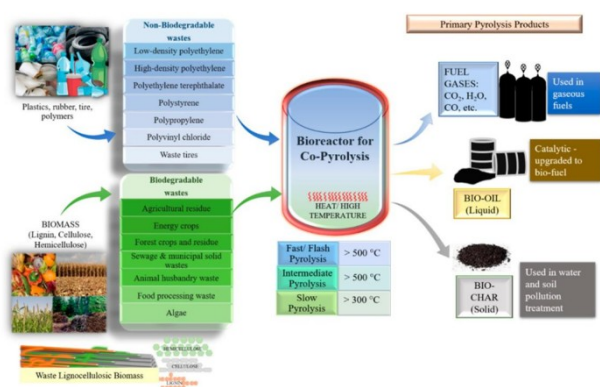 Non-Biodegradable
wastes
Low-density polyethylene
High-density polyethylene
Polyethylene terephthalate
Polystyrene
Polypropylene
Polyvinyl chloride
Waste tires
Plastics, rubber, tire,
polymers
Biodegradable
wastes
Agricultural residue
Energy crops
Forest crops and residue
Sewage & municipal solid
wastes
Animal husbandry waste
Food processing waste
Algae
BIOMASS
(Lignin, Cellulose,
Hemicellulose)
HEMICELLULOSE
CELLULOSE
LIGNIN
Waste Lignocellulosic Biomass
Bioreactor for
Co-Pyrolysis
HEAT/ HIGH
TEMPERATURE
Fast/ Flash
Pyrolysis
> 500 °C
Intermediate
Pyrolysis
> 500 °C
Slow
Pyrolysis
> 300 °C
Primary Pyrolysis Products
FUEL
GASES:
CO2, H2O,
CO, etc.
Used in
gaseous
fuels
BIO-OIL
(Liquid)
Catalytic -
upgraded to
bio-fuel
BIO-
CHAR
(Solid)
Used in water
and soil
pollution
treatment